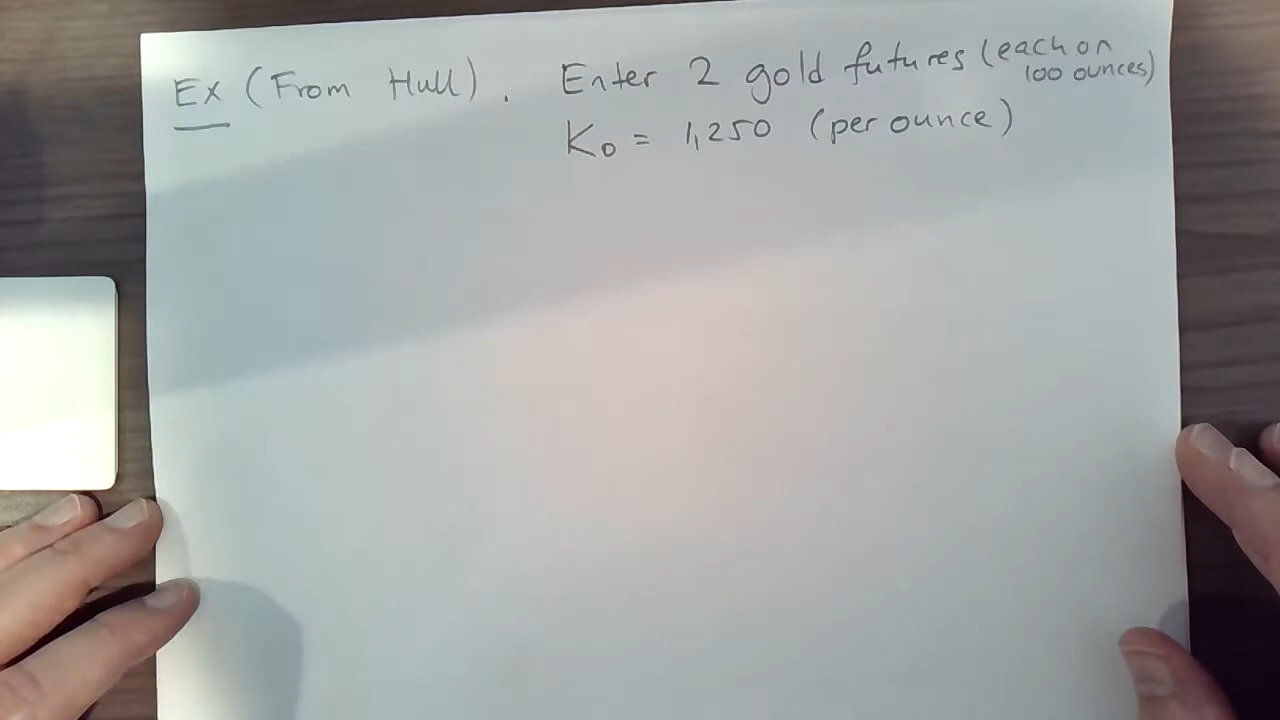 Ex (From Hull). Enter 2 gold futures (each on
100 ounces)
K0 = 1,250 (per ounce)